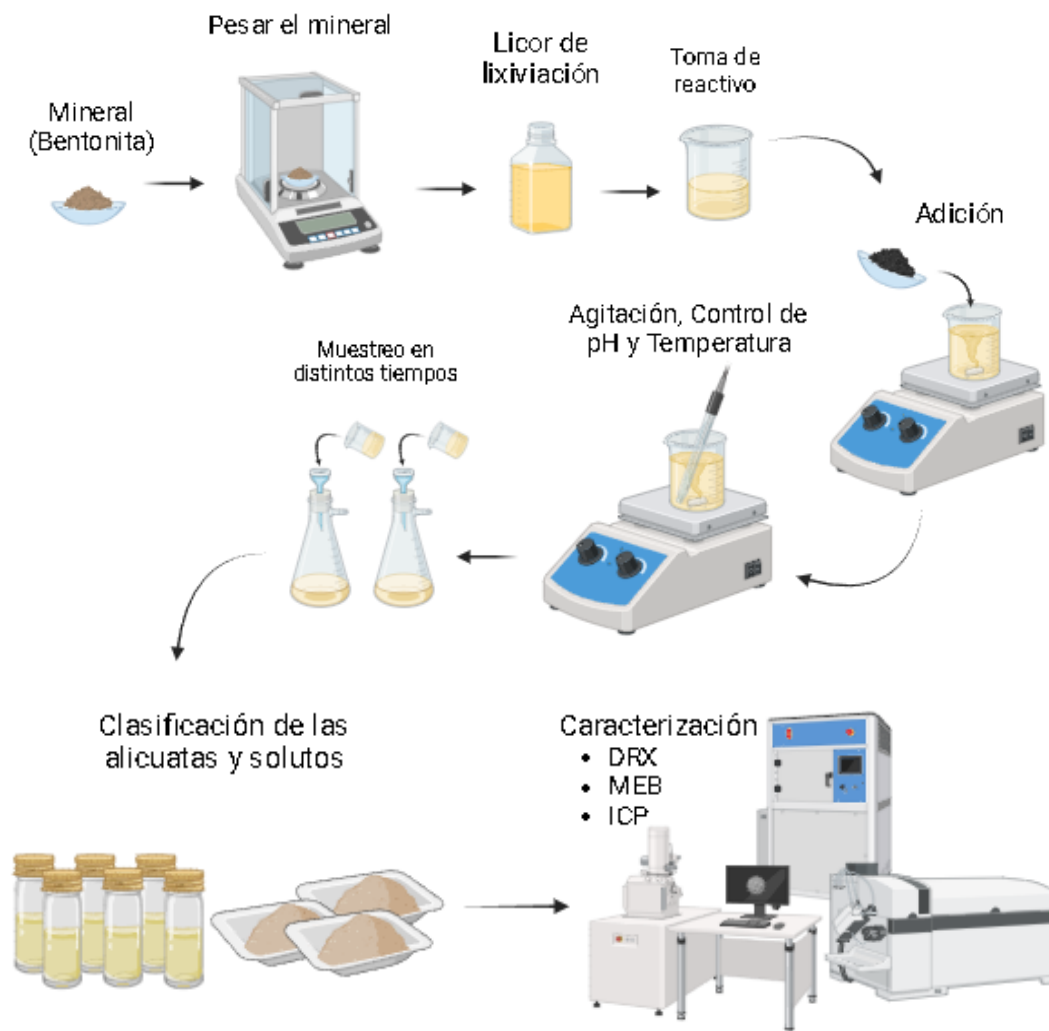 Pesar el mineral
Licor de
lixiviación
Toma de
reactivo
Mineral
(Bentonita)
Adición
Agitación, Control de
pH y Temperatura
Muestreo en
distintos tiempos
Clasificación de las
alicuatas y solutos
Caracterización
• DRX
• MEB
• ICP